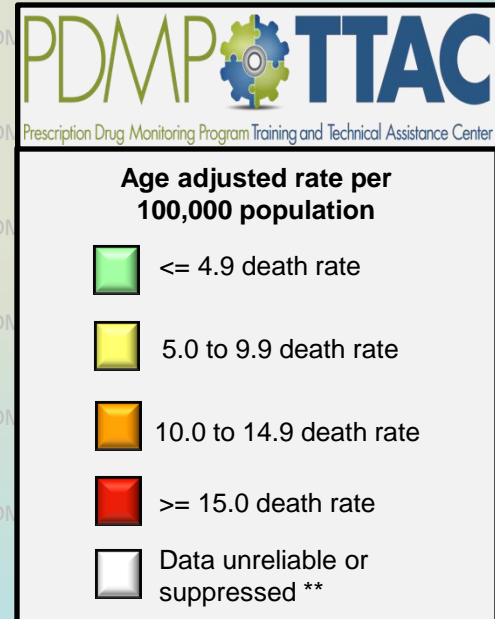 PDMP TTAC
Prescription Drug Monitoring Program Training and Technical Assistance Center
Age adjusted rate per
100,000 population
<= 4.9 death rate
5.0 to 9.9 death rate
10.0 to 14.9 death rate
>= 15.0 death rate
Data unreliable or
suppressed **